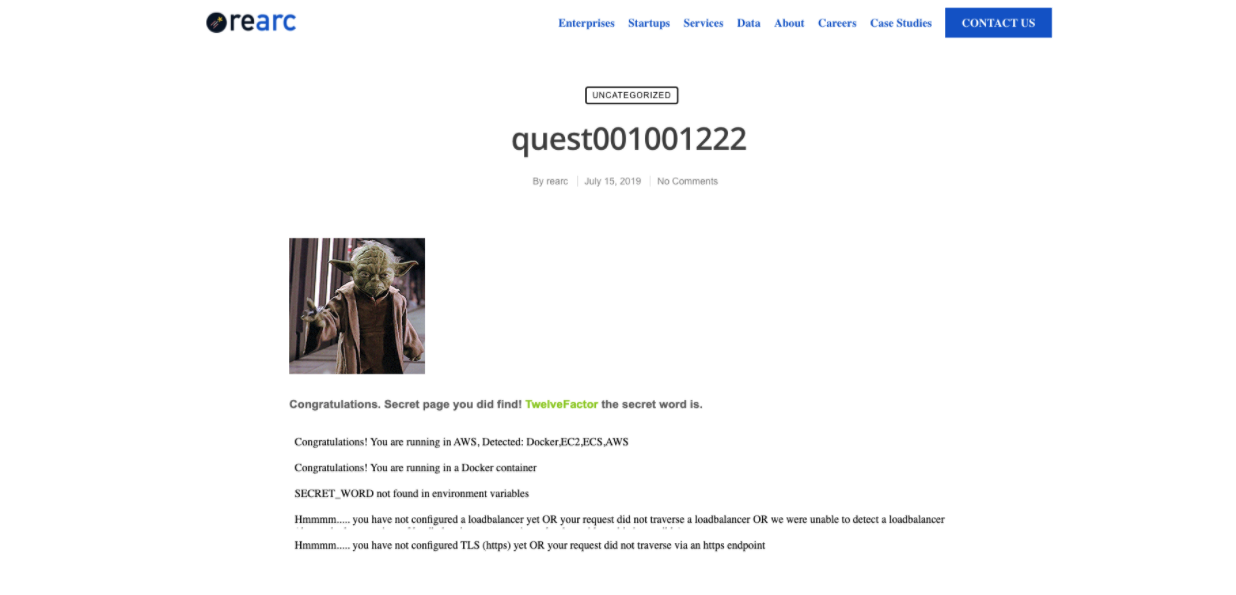 rearc
Enterprises Startups Services Data About Careers Case Studies CONTACT US
UNCATEGORIZED
quest001001222
By rearc July 15, 2019 No Comments
Congratulations. Secret page you did find! TwelveFactor the secret word is.
Congratulations! You are running in AWS, Detected: Docker,EC2,ECS,AWS
Congratulations! You are running in a Docker container
SECRET_WORD not found in environment variables
Hmmmm..... you have not configured a loadbalancer yet OR your request did not traverse a loadbalancer OR we were unable to detect a loadbalancer
Hmmmm..... you have not configured TLS (https) yet OR your request did not traverse via an https endpoint